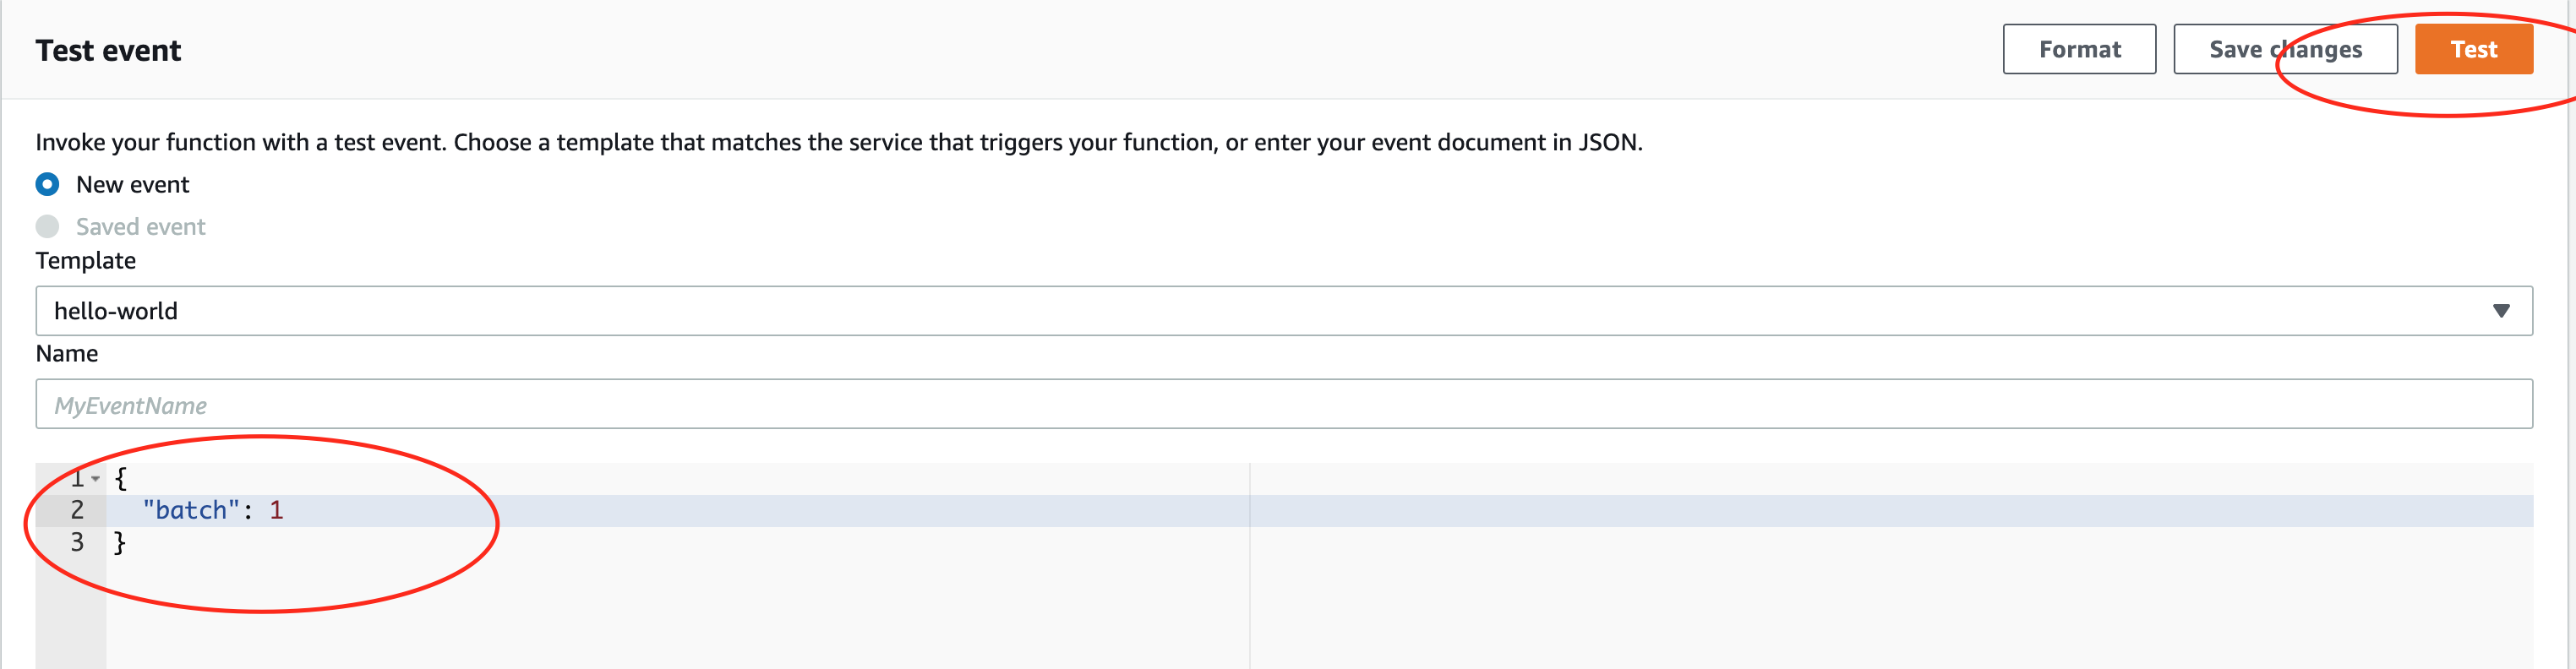 Test event
Format
Save changes
Test
Invoke your function with a test event. Choose a template that matches the service that triggers your function, or enter your event document in JSON.
New event
Saved event
Template
hello-world
Name
MyEventName
1 {
2 "batch": 1
3 }